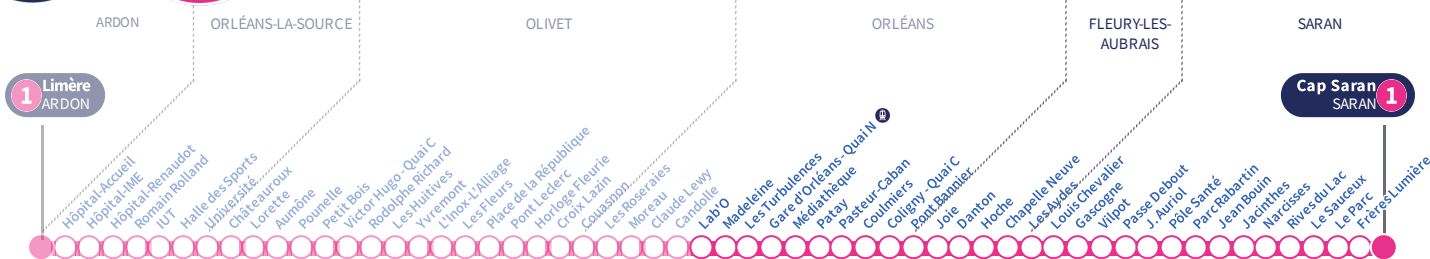 ARDON
ORLÉANS-LA-SOURCE
OLIVET
ORLÉANS
FLEURY-LES-
AUBRAIS
SARAN
1
Limère
ARDON
Cap Saran
SARAN
1
Hôpital-Accueil
Hôpital-IME
Hôpital-Renaudot
Romain Rolland
IUT
Halle des Sports
Université
Châteauroux
Lorette
Aumône
Pounelle
Petit Bois
Victor Hugo - Quai C
Rodolphe Richard
Les Huitives
Yvremont
L'Inox-L'Alliage
Les Fleurs
Place de la République
Pont Leclerc
Horloge Fleurie
Croix Lazin
Couasnon
Les Roseraies
Moreau
Claude Lewy
Candolle
Lab'O
Madeleine
Les Turbulences
Gare d'Orléans - Quai N
Médiathèque
Patay
Pasteur-Caban
Coulmiers
Coligny - Quai C
Pont Bannier
Joie
Danton
Hoche
Chapelle Neuve
Les Aydes
Louis Chevalier
Gascogne
Vilpot
Passe Debout
J. Auriol
Pôle Santé
Parc Rabartin
Jean Bouin
Jacinthes
Narcisses
Rives du Lac
Le Sauceux
Le Parc
Frères Lumière